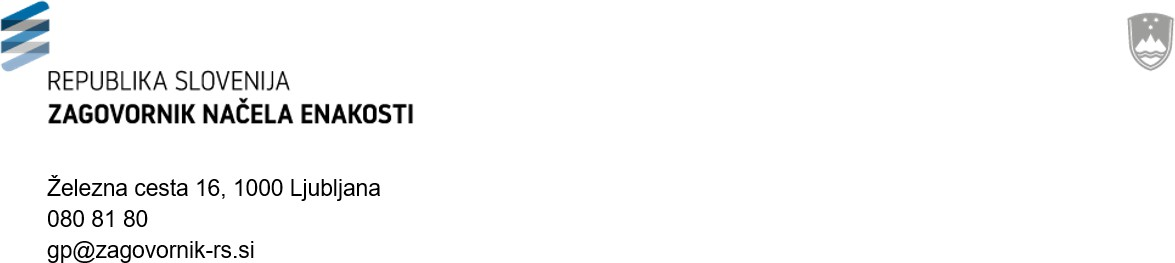 REPUBLIKA SLOVENIJA
ZAGOVORNIK NAČELA ENAKOSTI
Železna cesta 16, 1000 Ljubljana
080 81 80
gp@zagovornik-rs.si